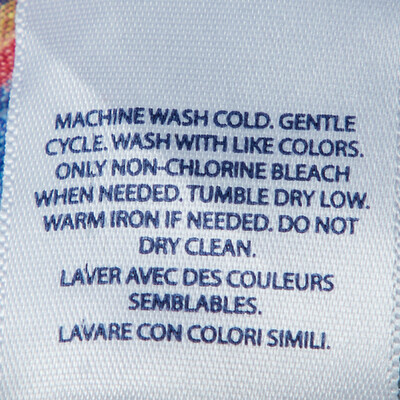 MACHINE WASH COLD. GENTLE
CYCLE. WASH WITH LIKE COLORS.
ONLY NON-CHLORINE BLEACH
WHEN NEEDED. TUMBLE DRY LOW.
WARM IRON IF NEEDED. DO NOT
DRY CLEAN.
LAVER AVEC DES COULEURS
SEMBLABLES.
LAVARE CON COLORI SIMILI.